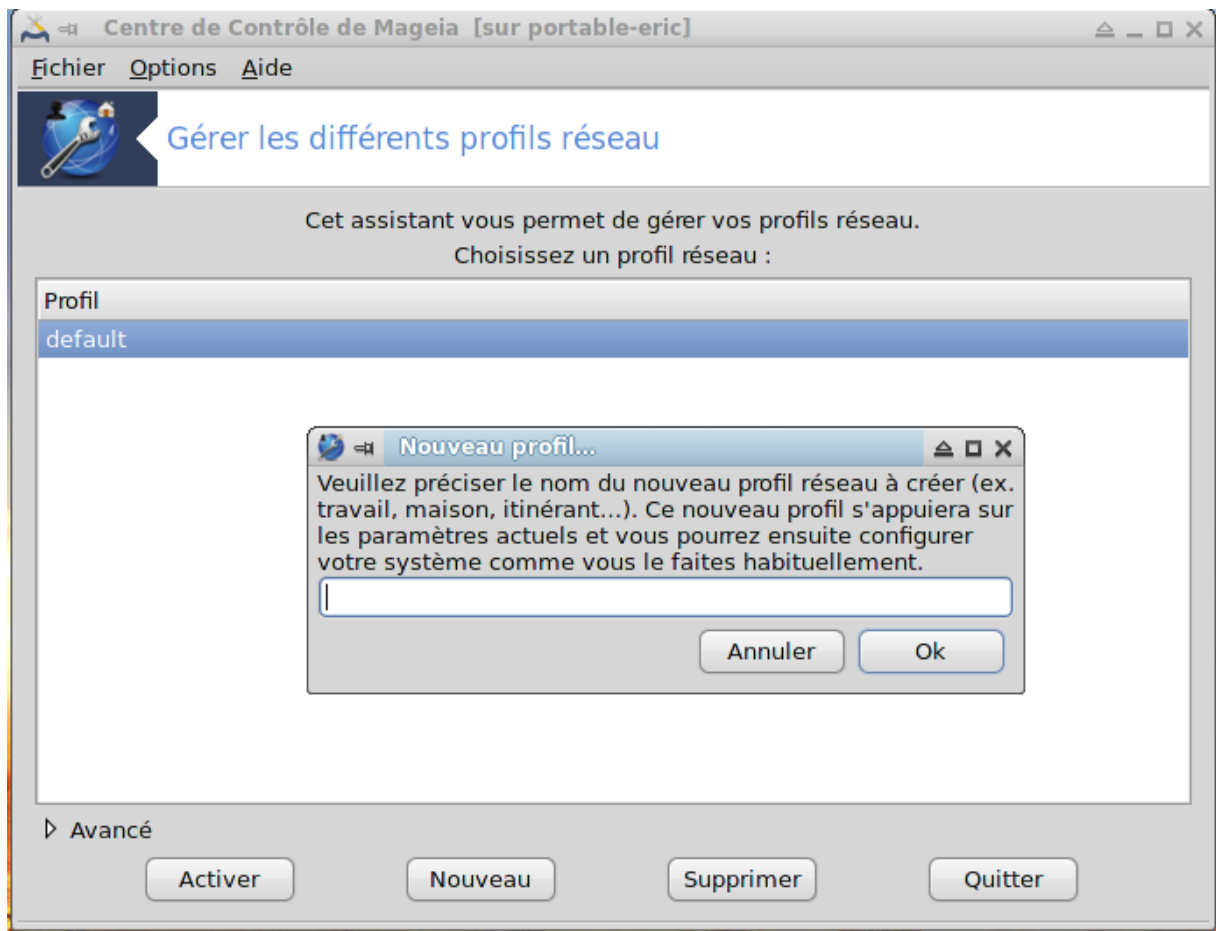 Centre de Contrôle de Mageia [sur portable-eric]
Fichier Options Aide
Gérer les différents profils réseau
Cet assistant vous permet de gérer vos profils réseau.
Choisissez un profil réseau :
Profil
default
Nouveau profil...
Veuillez préciser le nom du nouveau profil réseau à créer (ex.
travail, maison, itinérant...). Ce nouveau profil s'appuiera sur
les paramètres actuels et vous pourrez ensuite configurer
votre système comme vous le faites habituellement.
Annuler Ok
Avancé
Activer Nouveau Supprimer Quitter